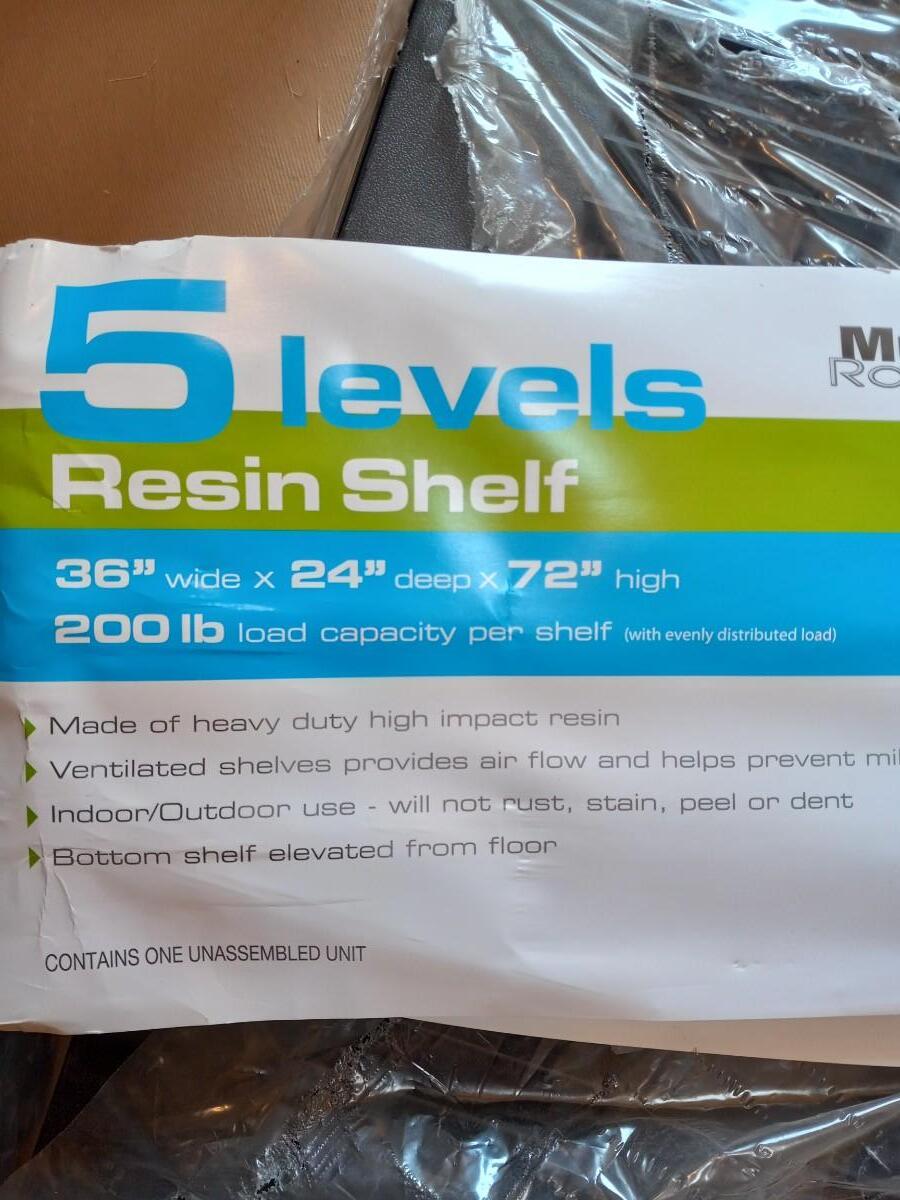 5 levels
Resin Shelf
36” wide x 24” deep x 72” high
200 lb load capacity per shelf (with evenly distributed load)
Made of heavy duty high impact resin
Ventilated shelves provides air flow and helps prevent
Indoor/Outdoor use - will not rust, stain, peel or dent
Bottom shelf elevated from floor
CONTAINS ONE UNASSEMBLED UNIT